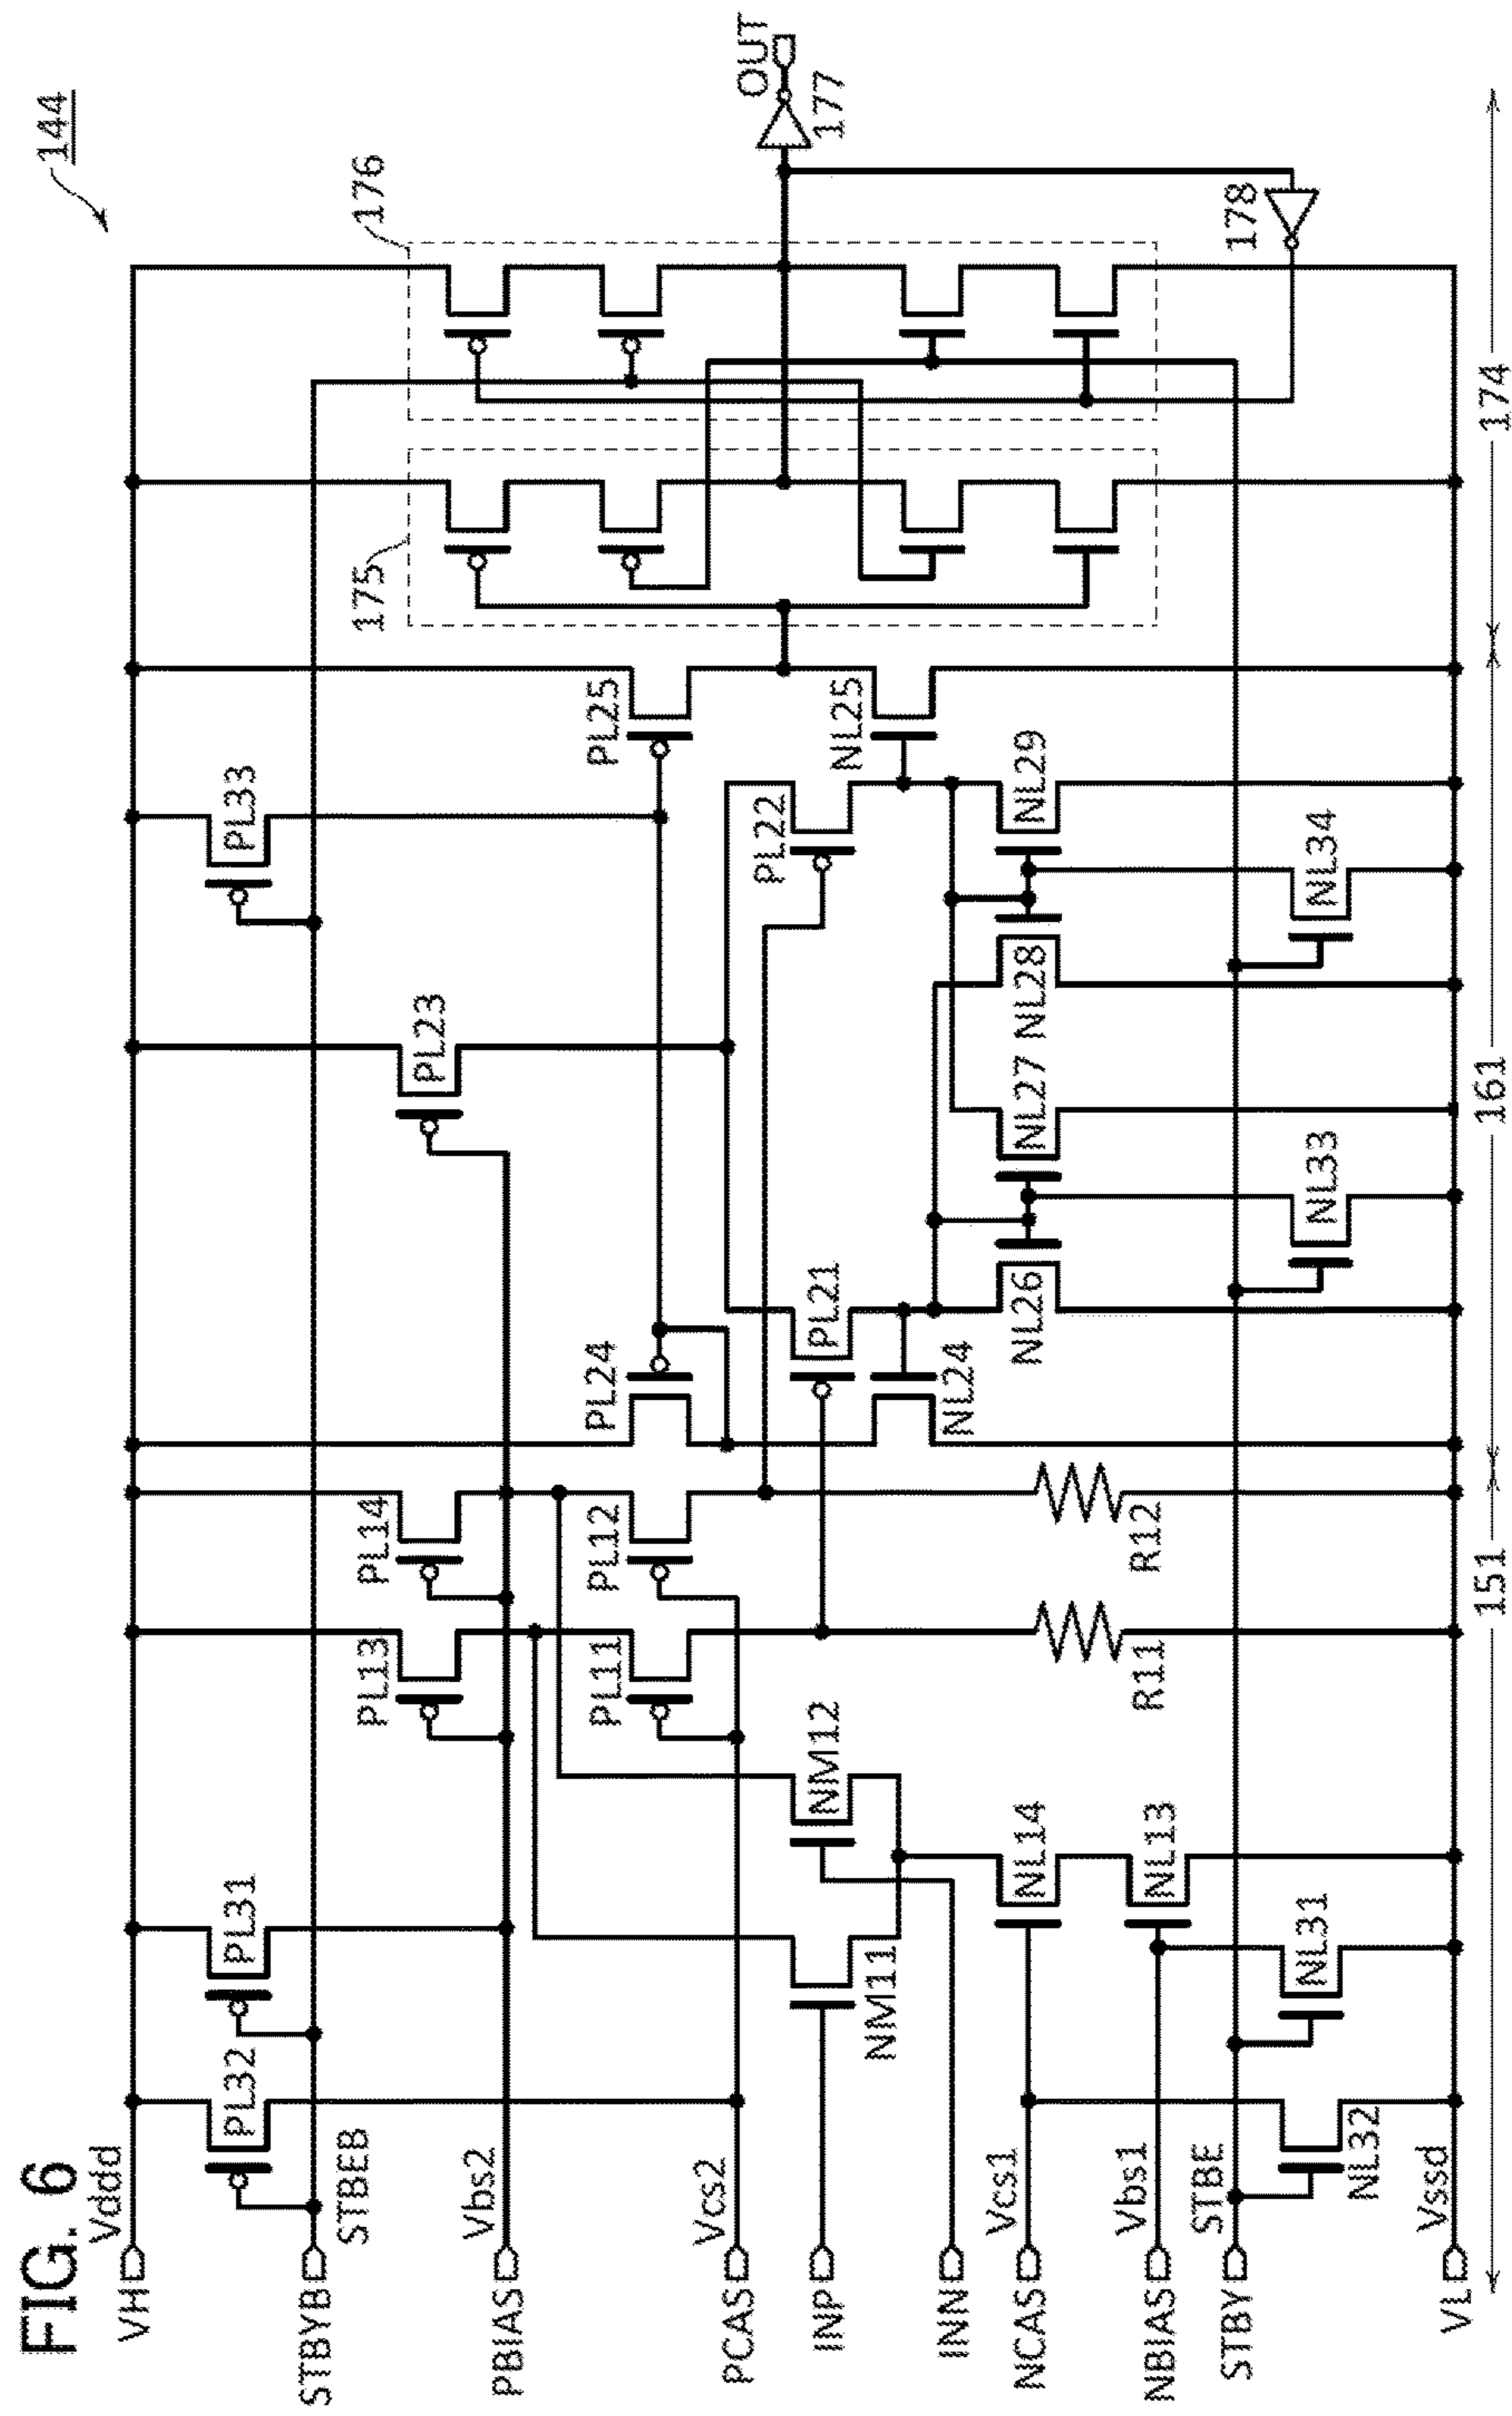 FIG. 6
144
VH
Vddd
STBYB
STBEB
PBIAS
Vbs2
PCAS
Vcs2
INP
INN
NCAS
Vcs1
NBIAS
Vbs1
STBY
STBE
VL
Vssd
PL32
PL31
PL13
PL14
PL11
PL12
NM11
NM12
NL14
NL13
NL31
NL32
R11
R12
PL24
PL21
NL24
NL26
NL33
NL27
NL28
PL23
PL33
PL22
PL25
NL25
NL29
NL34
175
176
177
178
OUT
151
161
174